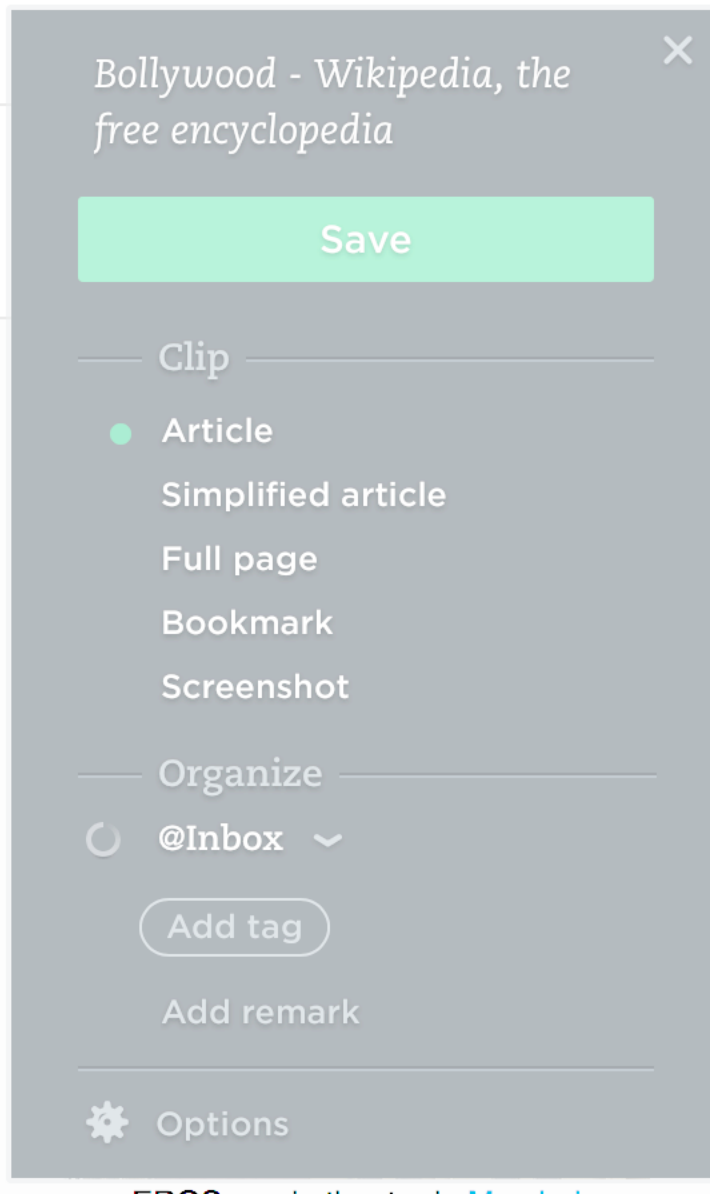 Bollywood - Wikipedia, the
free encyclopedia
Save
Clip
Article
Simplified article
Full page
Bookmark
Screenshot
Organize
@Inbox
Add tag
Add remark
Options